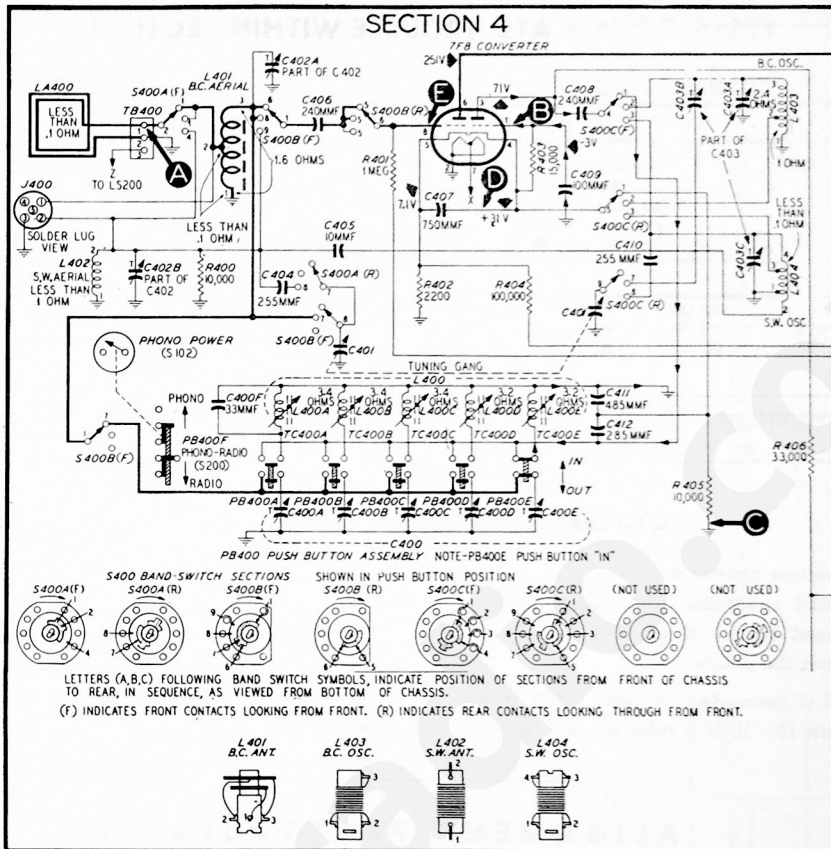 SECTION 4
7F8 CONVERTER
251V
B.C. OSC.
C402A
PART OF C402
L401
B.C. AERIAL
S400A (F)
LA400
LESS
THAN
.1 OHM
TB400
A
Z
TO LS200
J400
SOLDER LUG
VIEW
C406
240MMF
S400B (R)
S400B (F)
1.6 OHMS
LESS THAN
.1 OHM
E
71V
B
C408
240MMF
S400C (F)
-3V
R401
1 MEG
R403
15,000
C409
100MMF
D
+31V
X
7.1V
C407
750MMF
C403B
C403A
2.4
OHMS
L403
PART OF
C403
.1 OHM
LESS
THAN
.1 OHM
S400C (R)
C410
255 MMF
C403C
L404
S.W. OSC.
L402
S.W. AERIAL
LESS THAN
.1 OHM
C402B
PART OF
C402
R400
10,000
C405
10MMF
C404
255MMF
S400A (R)
S400B (F)
C401
R402
2200
R404
100,000
C401
S400C (R)
TUNING GANG
PHONO POWER
(S102)
PHONO
PB400F
PHONO-RADIO
(S200)
RADIO
S400B (F)
L400
C400F
33MMF
3.4 OHMS
L400A
3.4 OHMS
L400B
3.4 OHMS
L400C
3.2 OHMS
L400D
3.2 OHMS
L400E
C411
485MMF
C412
285MMF
TC400A TC400B TC400C TC400D TC400E
IN
OUT
PB400A PB400B PB400C PB400D PB400E
C400A C400B C400C C400D C400E
C400
R405
10,000
C
R406
33,000
PB400 PUSH BUTTON ASSEMBLY NOTE-PB400E PUSH BUTTON "IN"
S400 BAND-SWITCH SECTIONS SHOWN IN PUSH BUTTON POSITION
S400A(F) S400A(R) S400B(F) S400B (R) S400C(F) S400C(R) (NOT USED) (NOT USED)
LETTERS (A,B,C) FOLLOWING BAND SWITCH SYMBOLS, INDICATE POSITION OF SECTIONS FROM FRONT OF CHASSIS
TO REAR, IN SEQUENCE, AS VIEWED FROM BOTTOM OF CHASSIS.
(F) INDICATES FRONT CONTACTS LOOKING FROM FRONT. (R) INDICATES REAR CONTACTS LOOKING THROUGH FROM FRONT.
L401
B.C. ANT.
L403
B.C. OSC.
L402
S.W. ANT.
L404
S.W. OSC.